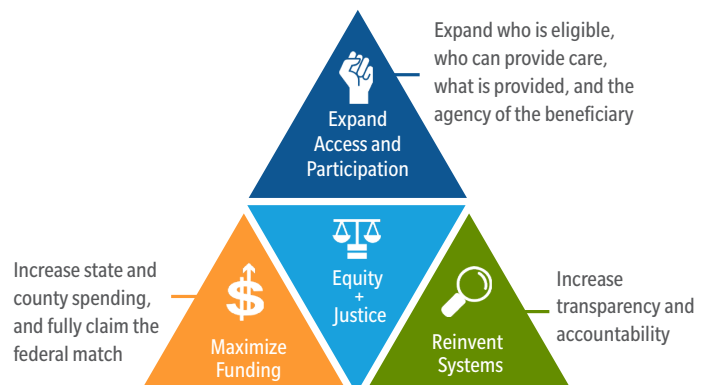 Expand who is eligible,
who can provide care,
what is provided, and the
agency of the beneficiary
Expand
Access and
Participation
Equity
+
Justice
Increase state and
county spending,
and fully claim the
federal match
$
Maximize
Funding
Reinvent
Systems
Increase
transparency and
accountability